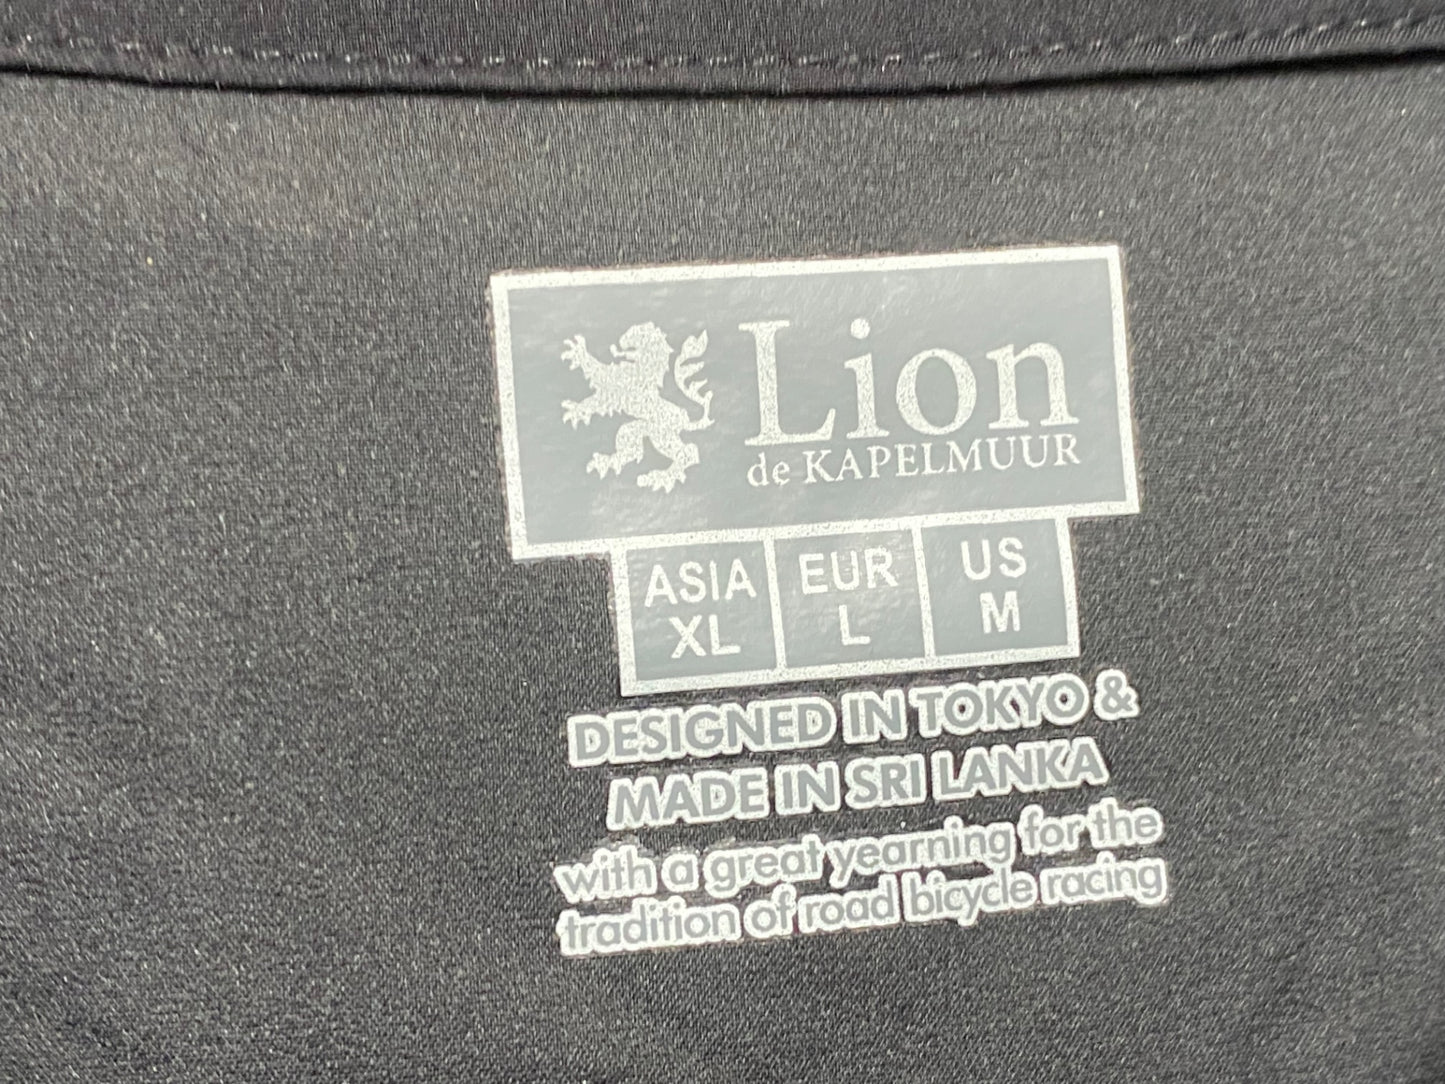 Lion
de KAPELMUUR
ASIA EUR US
XL L M
DESIGNED IN TOKYO &
MADE IN SRI LANKA
with a great yearning for the
tradition of road bicycle racing